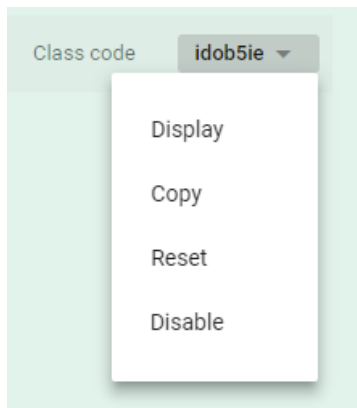 Class code idob5ie
Display
Copy
Reset
Disable